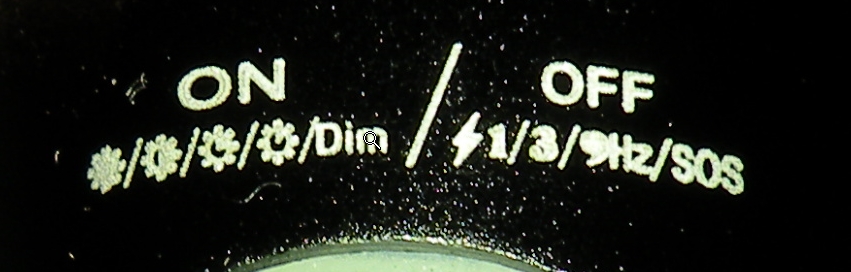 ON / OFF
/ / / /Dim 1/3/9Hz/SOS